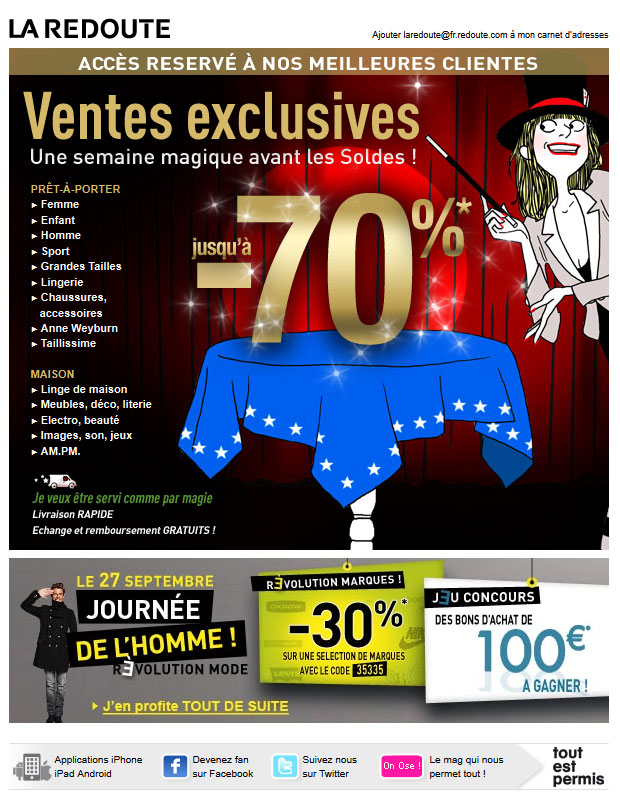 LA REDOUTE
Ajouter laredoute@fr.redoute.com à mon carnet d'adresses
ACCÈS RESERVÉ À NOS MEILLEURES CLIENTES
Ventes exclusives
Une semaine magique avant les Soldes !
PRÊT-À-PORTER
► Femme
► Enfant
► Homme
► Sport
► Grandes Tailles
► Lingerie
► Chaussures,
accessoires
► Anne Weyburn
► Taillissime
jusqu'à
-70%*
MAISON
► Linge de maison
► Meubles, déco, literie
► Electro, beauté
► Images, son, jeux
► AM.PM.
Je veux être servi comme par magie
Livraison RAPIDE
Echange et remboursement GRATUITS !
LE 27 SEPTEMBRE
JOURNÉE
DE L'HOMME !
RÉVOLUTION MODE
► J'en profite TOUT DE SUITE
RÉVOLUTION MARQUES !
-30%*
SUR UNE SELECTION DE MARQUES
AVEC LE CODE 35335
JEU CONCOURS
DES BONS D'ACHAT DE
100€*
A GAGNER !
Applications iPhone
iPad Android
Devenez fan
sur Facebook
Suivez nous
sur Twitter
On Ose !
Le mag qui nous
permet tout !
tout
est
permis